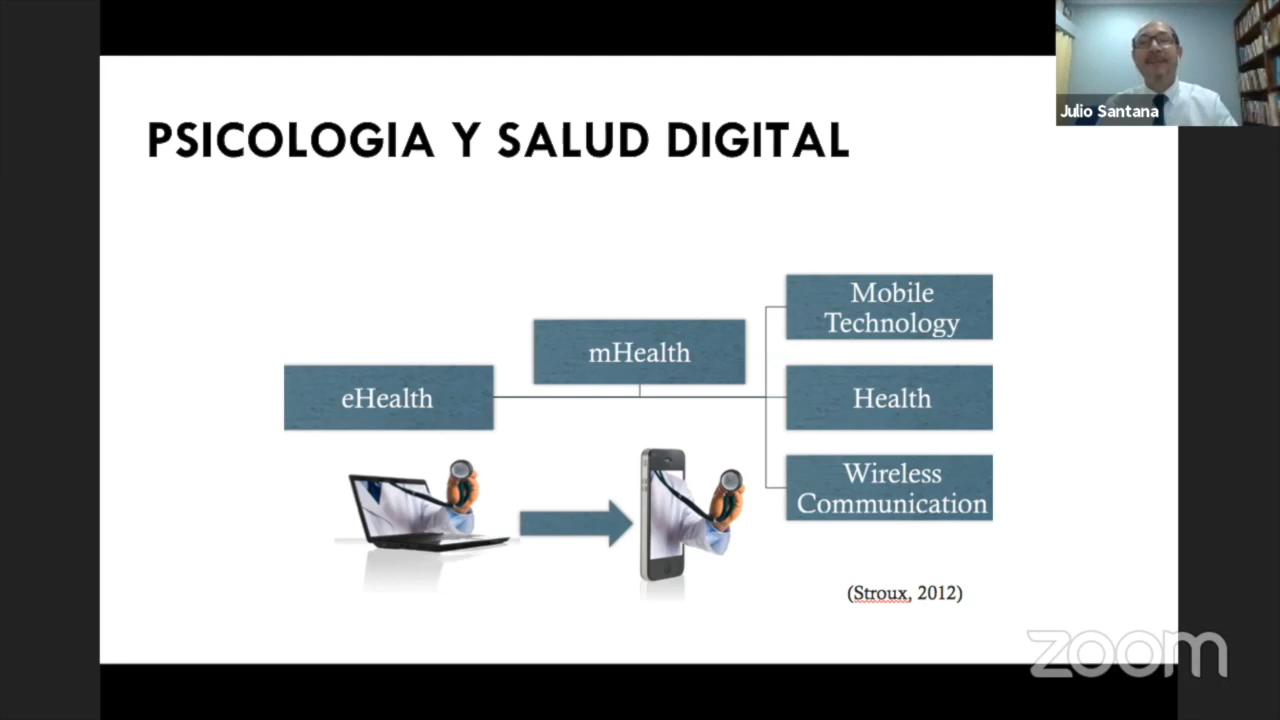 PSICOLOGIA Y SALUD DIGITAL
Julio Santana
eHealth
mHealth
Mobile
Technology
Health
Wireless
Communication
(Stroux, 2012)
zoom